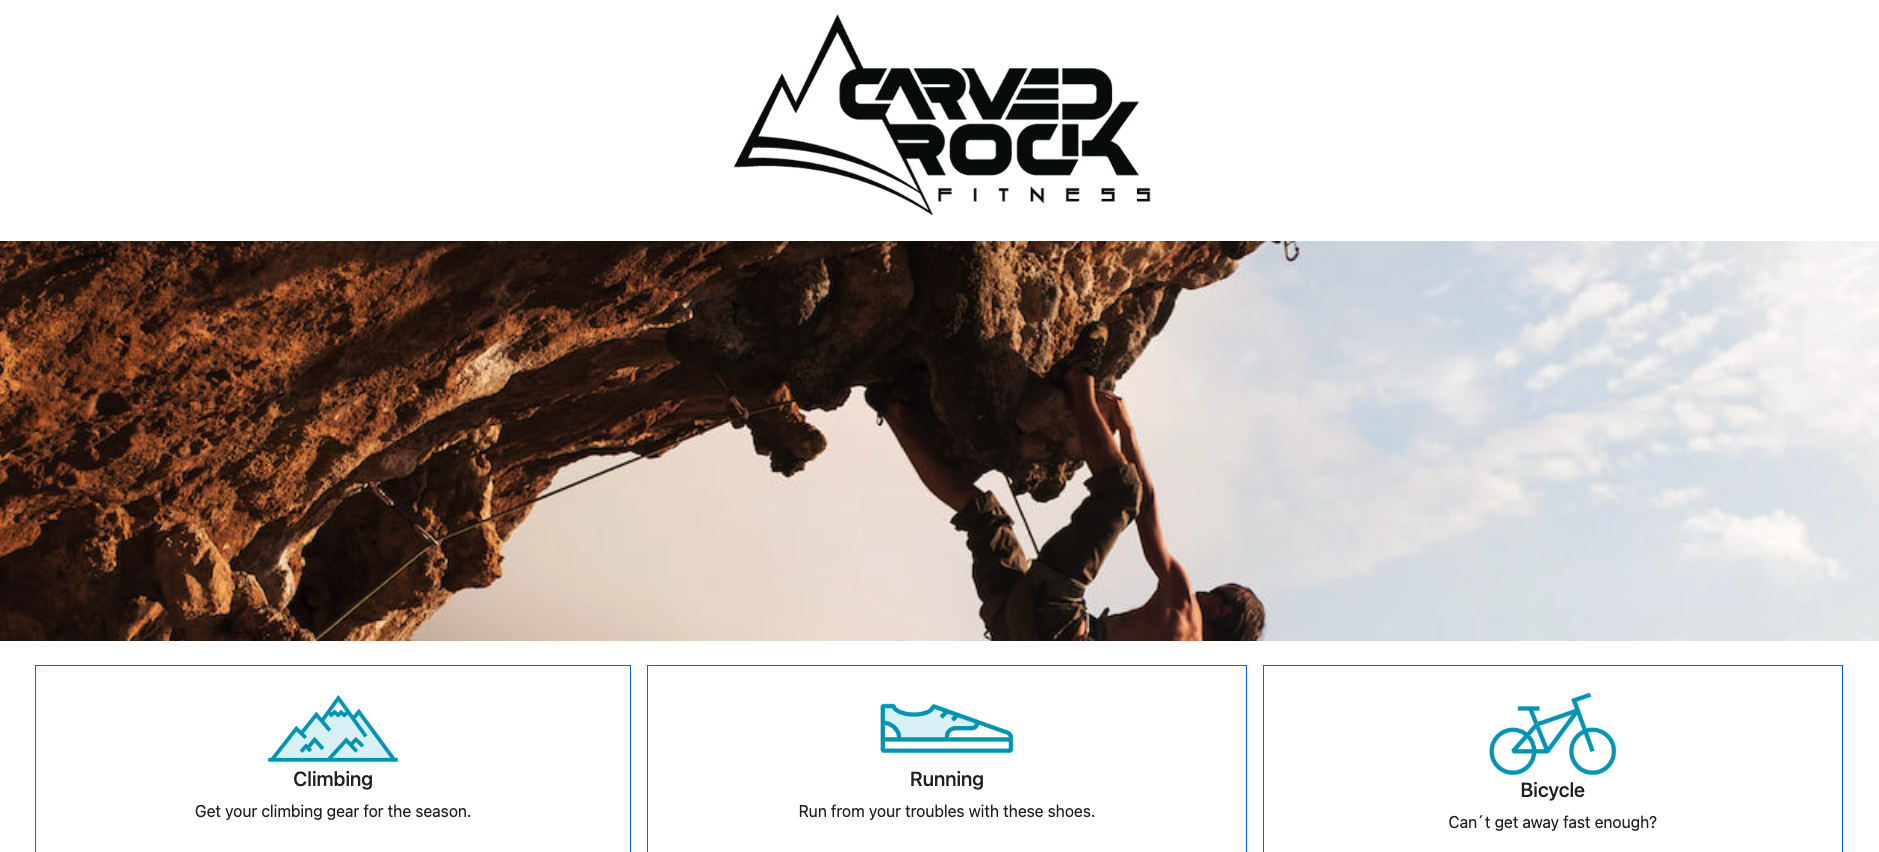 CARVED
ROCK
FITNESS
Climbing
Get your climbing gear for the season.
Running
Run from your troubles with these shoes.
Bicycle
Can´t get away fast enough?